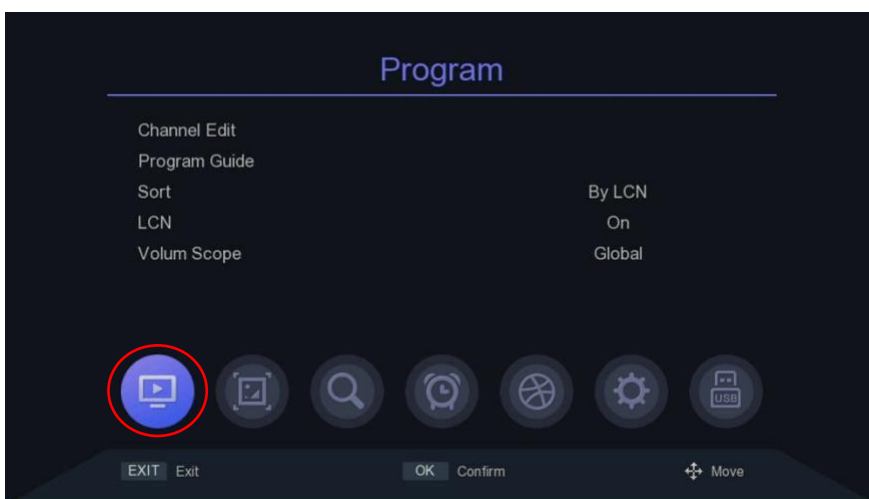 Program
Channel Edit
Program Guide
Sort By LCN
LCN On
Volum Scope Global
USB
EXIT Exit OK Confirm Move